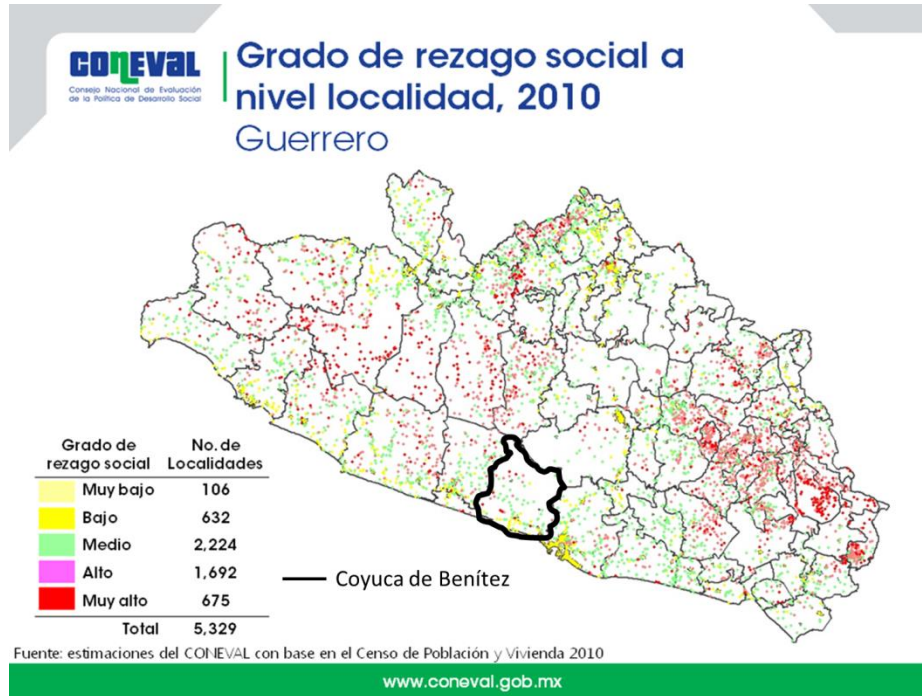 CONEVAL
Consejo Nacional de Evaluación
de la Política de Desarrollo Social
Grado de rezago social a
nivel localidad, 2010
Guerrero
Grado de rezago social No. de Localidades
Muy bajo 106
Bajo 632
Medio 2,224
Alto 1,692
Muy alto 675
Total 5,329
Coyuca de Benítez
Fuente: estimaciones del CONEVAL con base en el Censo de Población y Vivienda 2010
www.coneval.gob.mx